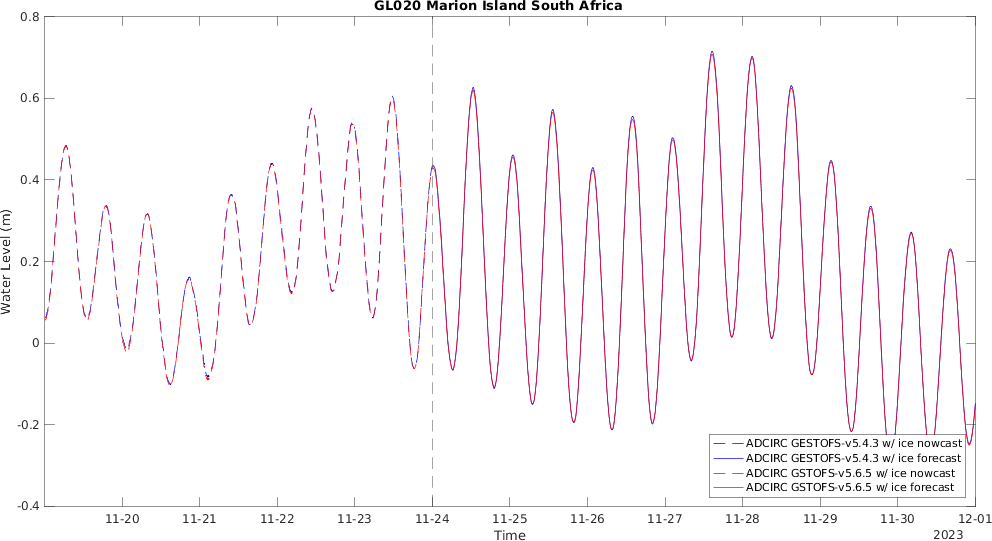 GL020 Marion Island South Africa
0.8
0.6
0.4
0.2
0
-0.2
-0.4
Water Level (m)
ADCIRC GESTOFS-v5.4.3 w/ ice nowcast
ADCIRC GESTOFS-v5.4.3 w/ ice forecast
ADCIRC GSTOFS-v5.6.5 w/ ice nowcast
ADCIRC GSTOFS-v5.6.5 w/ ice forecast
11-20 11-21 11-22 11-23 11-24 11-25 11-26 11-27 11-28 11-29 11-30 12-01
Time
2023